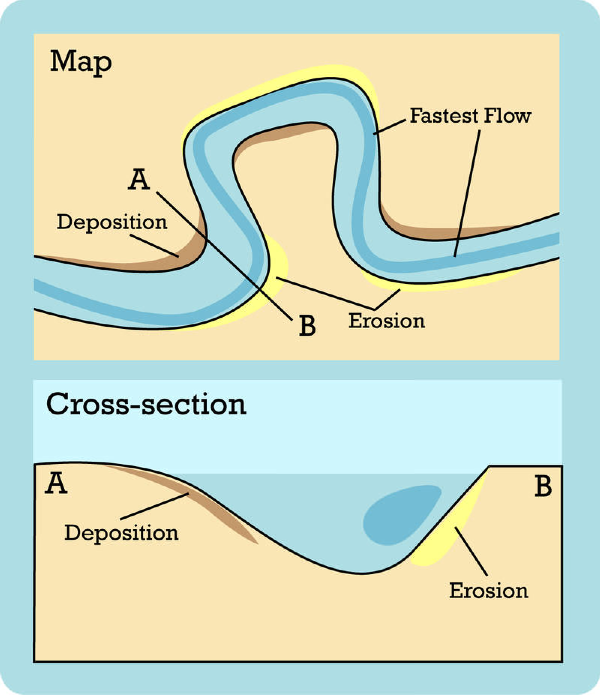 Map
Fastest Flow
A
Deposition
B
Erosion
Cross-section
A
B
Deposition
Erosion